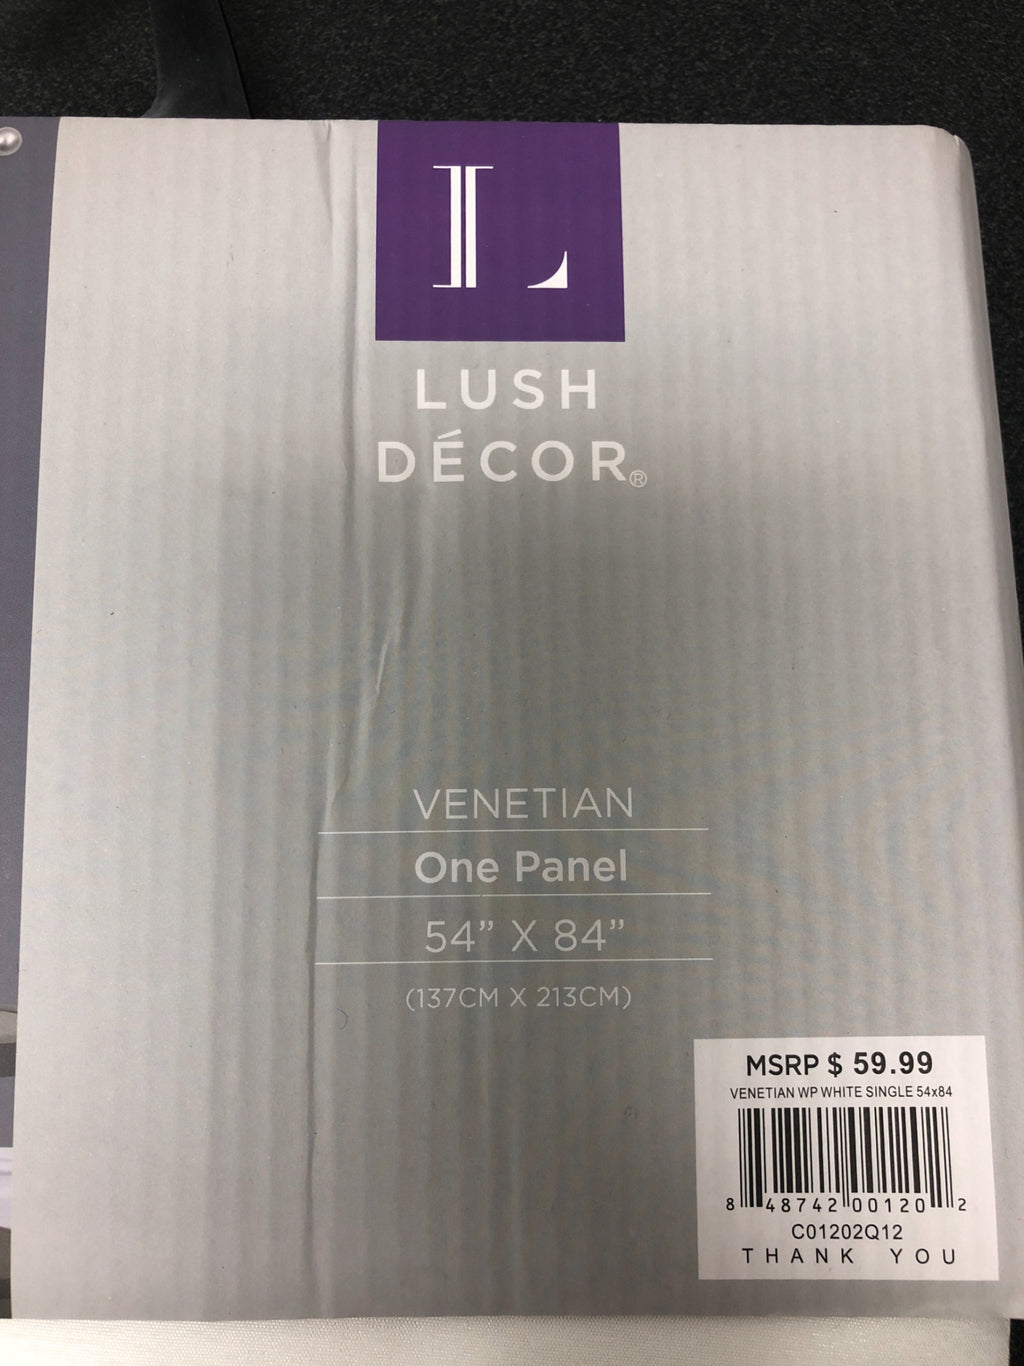 L
LUSH
DÉCOR®
VENETIAN
One Panel
54” X 84”
(137CM X 213CM)
MSRP $ 59.99
VENETIAN WP WHITE SINGLE 54x84
8 48742 00120 2
C01202Q12
THANK YOU